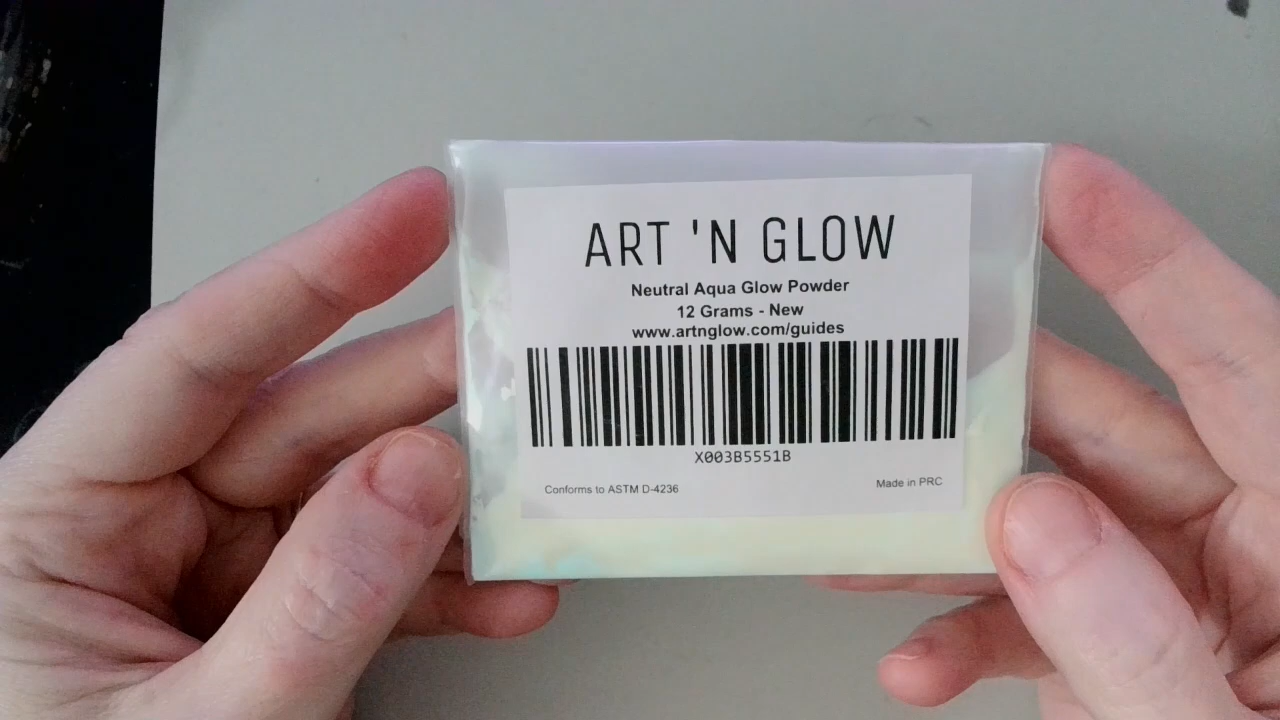 ART 'N GLOW
Neutral Aqua Glow Powder
12 Grams - New
www.artnglow.com/guides
X003B5551B
Conforms to ASTM D-4236
Made in PRC